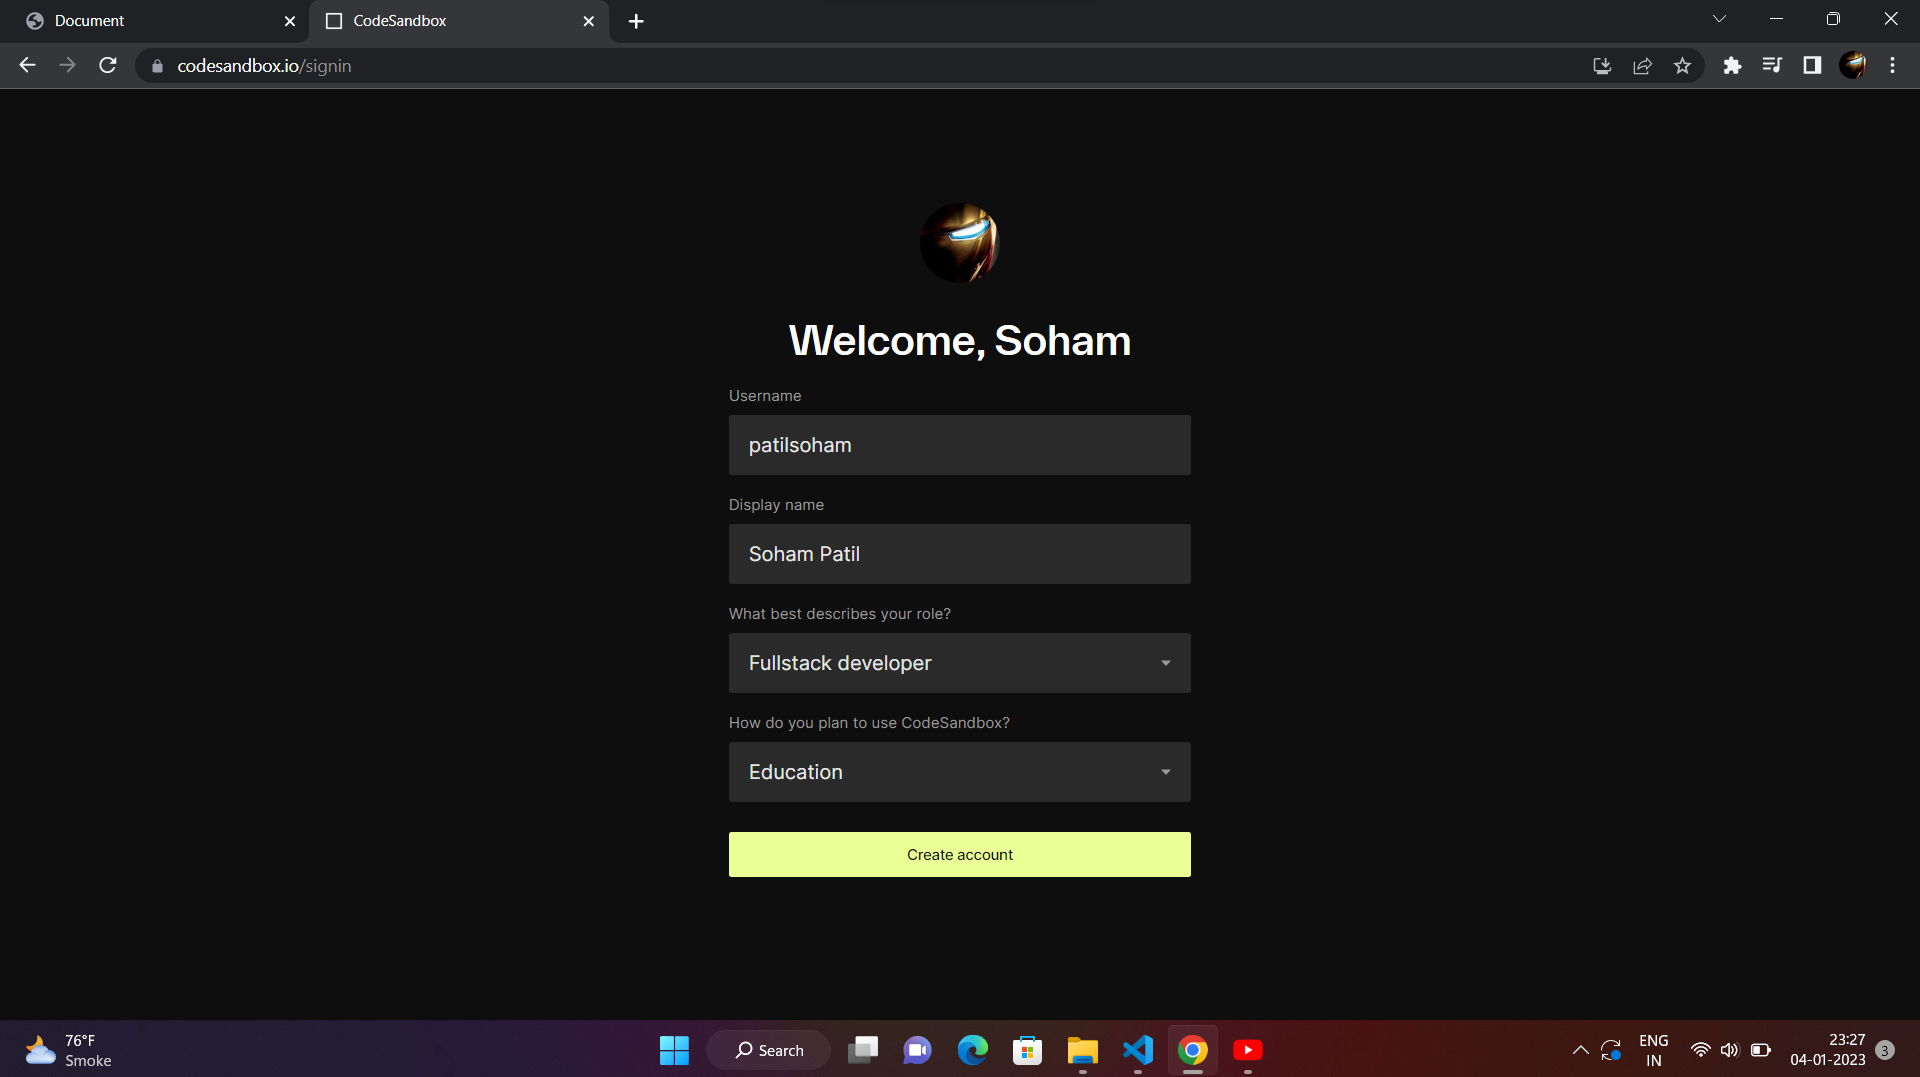 Document
CodeSandbox
codesandbox.io/signin
Welcome, Soham
Username
patilsoham
Display name
Soham Patil
What best describes your role?
Fullstack developer
How do you plan to use CodeSandbox?
Education
Create account
76°F
Smoke
Search
ENG
IN
23:27
04-01-2023
3